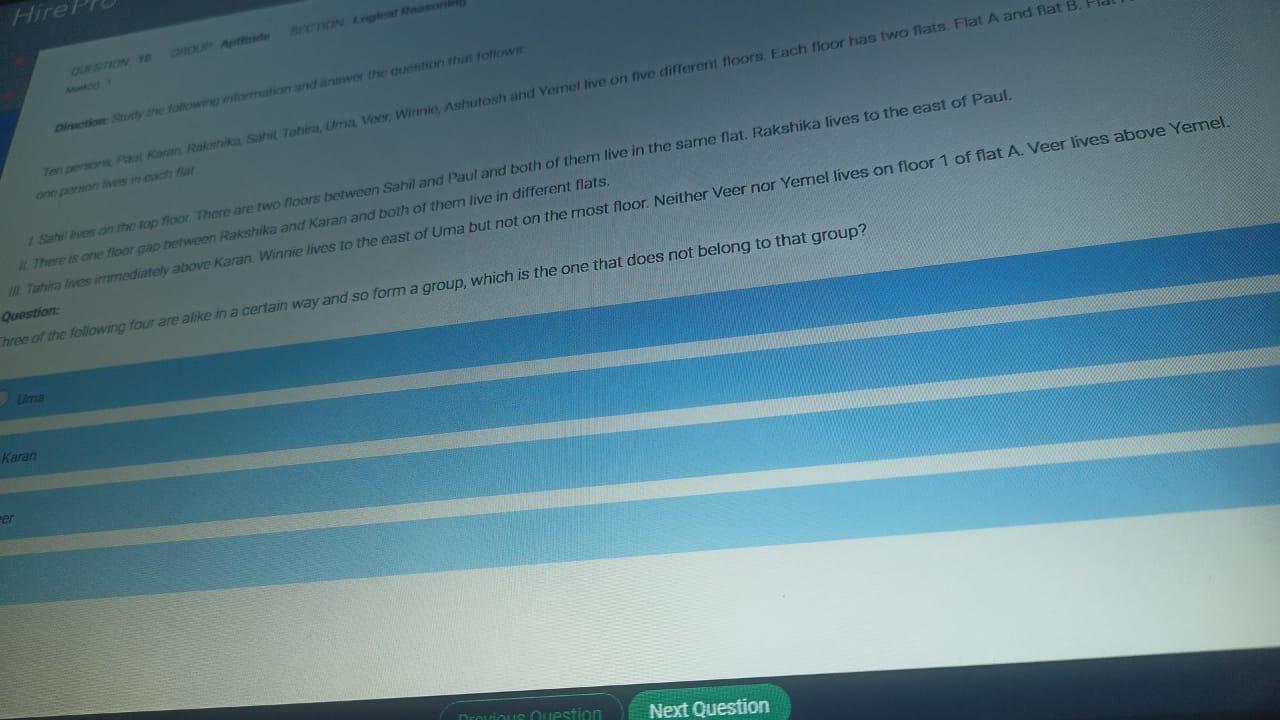 HirePro
QUESTION 10 GROUP Aptitude SECTION Logical Reasoning
Direction: Study the following information and answer the question that follows:
Ten persons, Paul, Karan, Rakshika, Sahil, Tahira, Uma, Veer, Winnie, Ashutosh and Yemel live on five different floors. Each floor has two flats. Flat A and flat B.
one person lives in each flat
I. Sahil lives on the top floor. There are two floors between Sahil and Paul and both of them live in the same flat. Rakshika lives to the east of Paul.
II. There is one floor gap between Rakshika and Karan and both of them live in different flats.
III. Tahira lives immediately above Karan. Winnie lives to the east of Uma but not on the most floor. Neither Veer nor Yemel lives on floor 1 of flat A. Veer lives above Yemel.
Question:
Three of the following four are alike in a certain way and so form a group, which is the one that does not belong to that group?
Uma
Karan
Previous Question Next Question